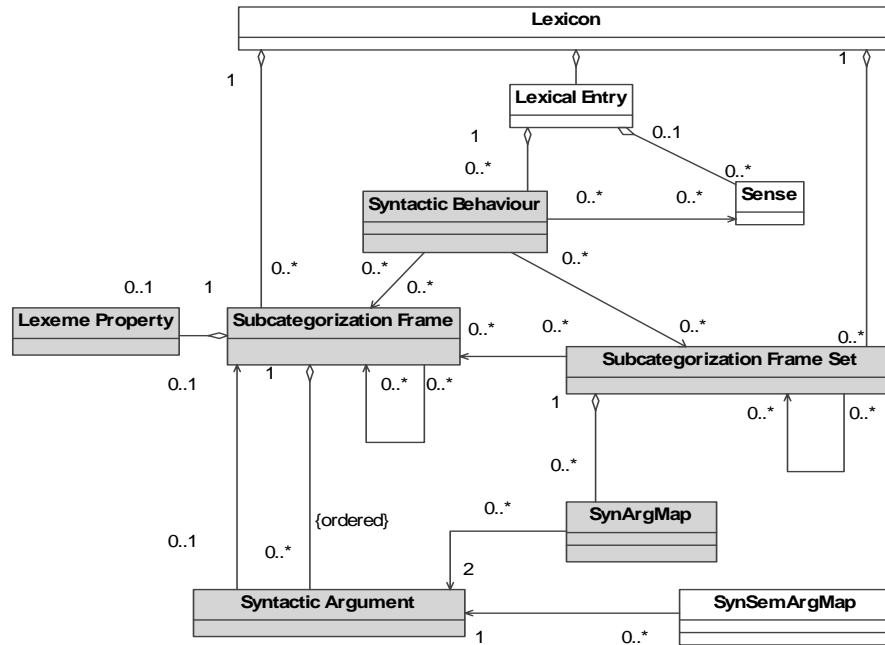 Lexicon
1
1
Lexical Entry
1
0..1
0..*
0..*
Sense
Syntactic Behaviour
0..*
0..*
0..*
0..*
0..*
0..*
0..1
1
0..*
0..*
Lexeme Property
Subcategorization Frame
0..*
0..*
Subcategorization Frame Set
0..1
1
0..*
0..*
1
0..*
0..*
0..*
SynArgMap
0..*
{ordered}
0..1
0..*
2
Syntactic Argument
SynSemArgMap
1
0..*